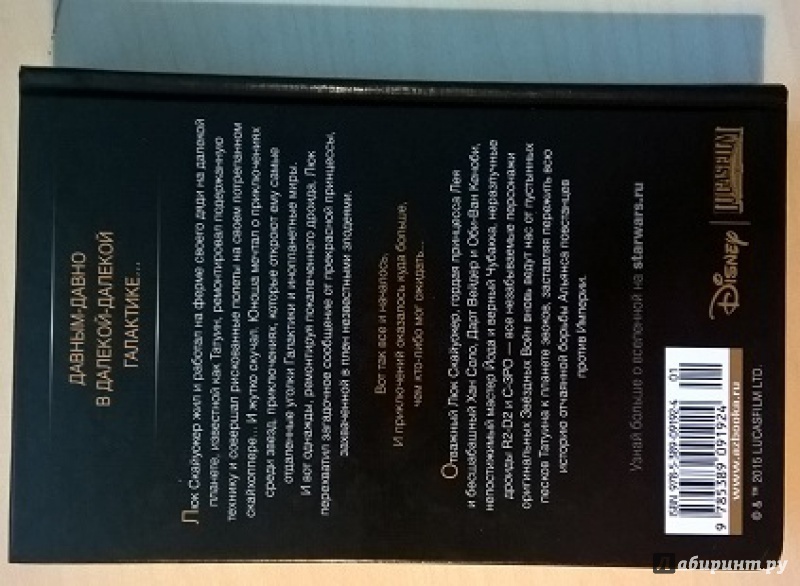 ДАВНЫМ-ДАВНО
В ДАЛЕКОЙ-ДАЛЕКОЙ
ГАЛАКТИКЕ...
Люк Скайуокер жил и работал на ферме своего дяди на далекой
планете, известной как Татуин, ремонтировал подержанную
технику и совершал рискованные полеты на своем потрепанном
скайхоппере... И жутко скучал. Юноша мечтал о приключениях
среди звезд, приключениях, которые откроют ему самые
отдаленные уголки Галактики и инопланетные миры.
И вот однажды, ремонтируя покалеченного дроида, Люк
перехватил загадочное сообщение от прекрасной принцессы,
захваченной в плен неизвестными злодеями.
Вот так все и началось.
И приключений оказалось куда больше,
чем кто-либо мог ожидать...
Отважный Люк Скайуокер, гордая принцесса Лея
и бесшабашный Хан Соло, Дарт Вейдер и Оби-Ван Кеноби,
непостижимый мастер Йода и верный Чубакка, неразлучные
дроиды R2-D2 и C-3PO — все незабываемые персонажи
оригинальных Звёздных Войн вновь ведут нас от пустынных
песков Татуина к планете эвоков, заставляя пережить всю
историю отчаянной борьбы Альянса повстанцев
против Империи.
Узнай больше о вселенной на starwars.ru
ISBN 978-5-389-09192-4
01
9 785389 091924
www.azbooka.ru
© & ™ 2015 LUCASFILM LTD.
DISNEY
LUCASFILM
Лабиринт.ру